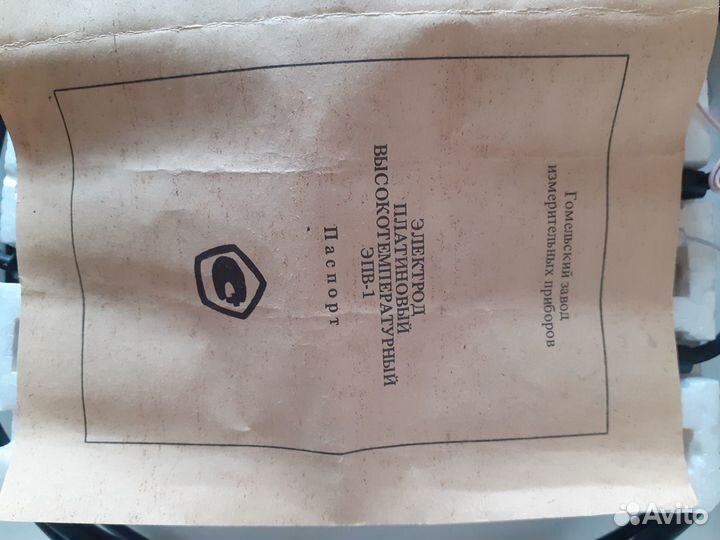 Гомельский завод
измерительных приборов
ЭЛЕКТРОД
ПЛАТИНОВЫЙ
ВЫСОКОТЕМПЕРАТУРНЫЙ
ЭПВ-1
Паспорт
Avito